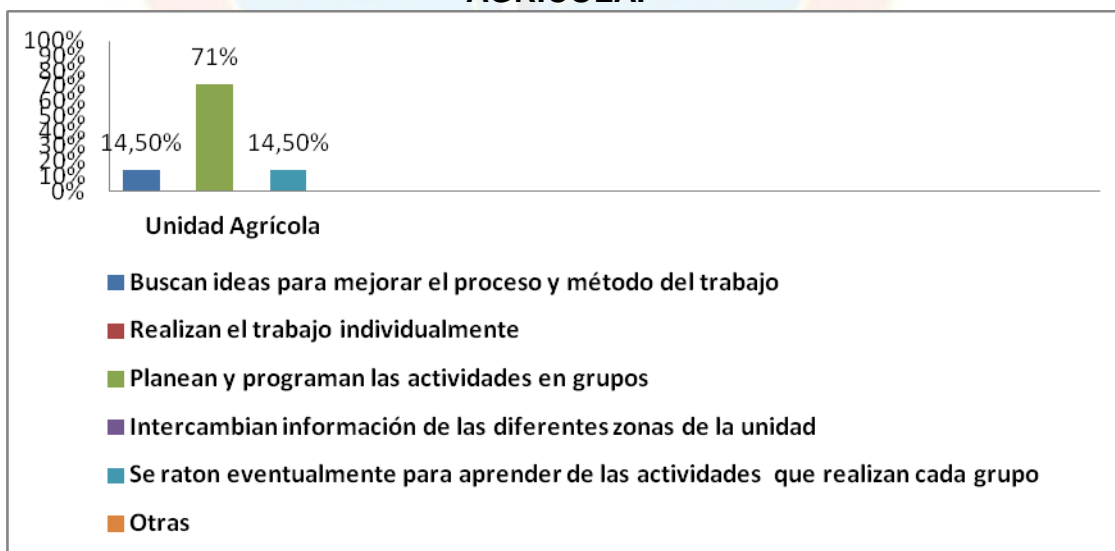 AGRÍCOLA.
100%
90%
80%
70%
60%
50%
40%
30%
20%
10%
0%
71%
14,50%
14,50%
Unidad Agrícola
Buscan ideas para mejorar el proceso y método del trabajo
Realizan el trabajo individualmente
Planean y programan las actividades en grupos
Intercambian información de las diferentes zonas de la unidad
Se raton eventualmente para aprender de las actividades que realizan cada grupo
Otras